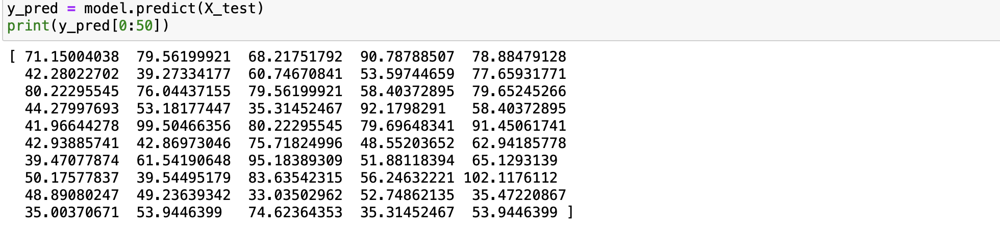 y_pred = model.predict(X_test)
print(y_pred[0:50])
[ 71.15004038  79.56199921  68.21751792  90.78788507  78.88479128
  42.28022702  39.27334177  60.74670841  53.59744659  77.65931771
  80.22295545  76.04437155  79.56199921  58.40372895  79.65245266
  44.27997693  53.18177447  35.31452467  92.1798291   58.40372895
  41.96644278  99.50466356  80.22295545  79.69648341  91.45061741
  42.93885741  42.86973046  75.71824996  48.55203652  62.94185778
  39.47077874  61.54190648  95.18389309  51.88118394  65.1293139
  50.17577837  39.54495179  83.63542315  56.24632221 102.1176112
  48.89080247  49.23639342  33.03502962  52.74862135  35.47220867
  35.00370671  53.9446399   74.62364353  35.31452467  53.9446399 ]